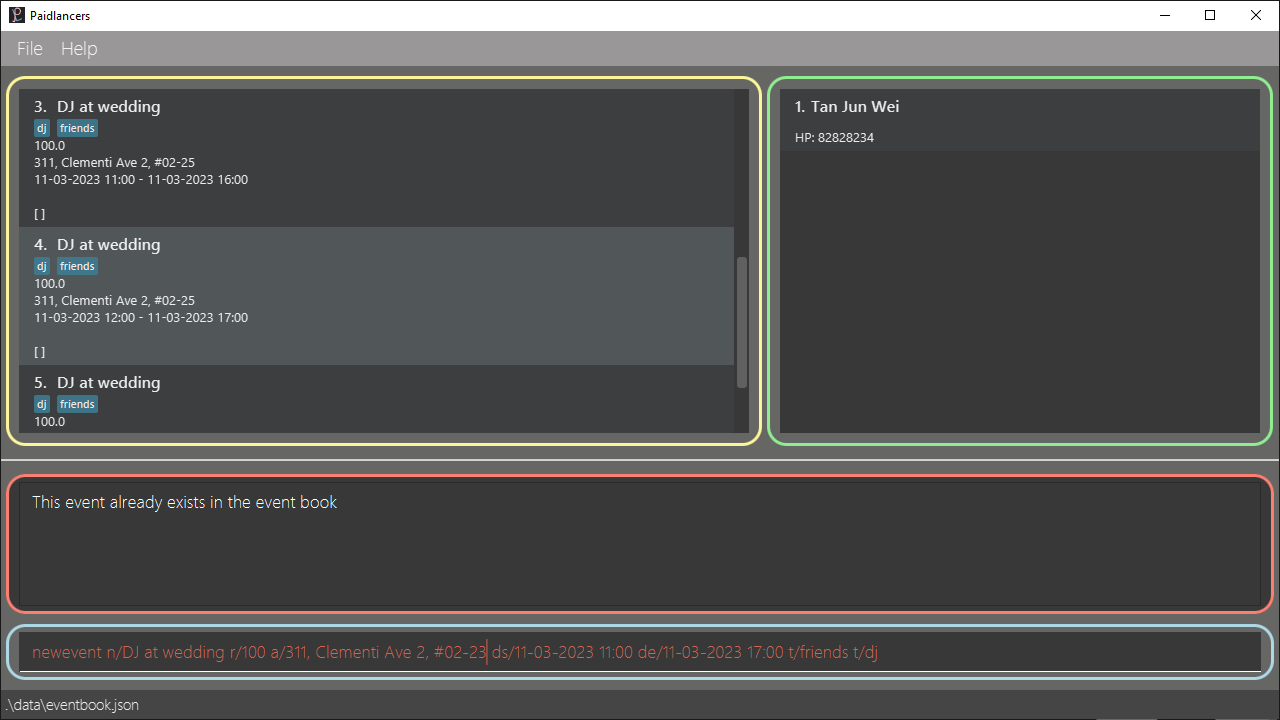 Paidlancers
File Help
3. DJ at wedding
dj friends
100.0
311, Clementi Ave 2, #02-25
11-03-2023 11:00 - 11-03-2023 16:00
[ ]
4. DJ at wedding
dj friends
100.0
311, Clementi Ave 2, #02-25
11-03-2023 12:00 - 11-03-2023 17:00
[ ]
5. DJ at wedding
dj friends
100.0
1. Tan Jun Wei
HP: 82828234
This event already exists in the event book
newevent n/DJ at wedding r/100 a/311, Clementi Ave 2, #02-23 ds/11-03-2023 11:00 de/11-03-2023 17:00 t/friends t/dj
.\data\eventbook.json